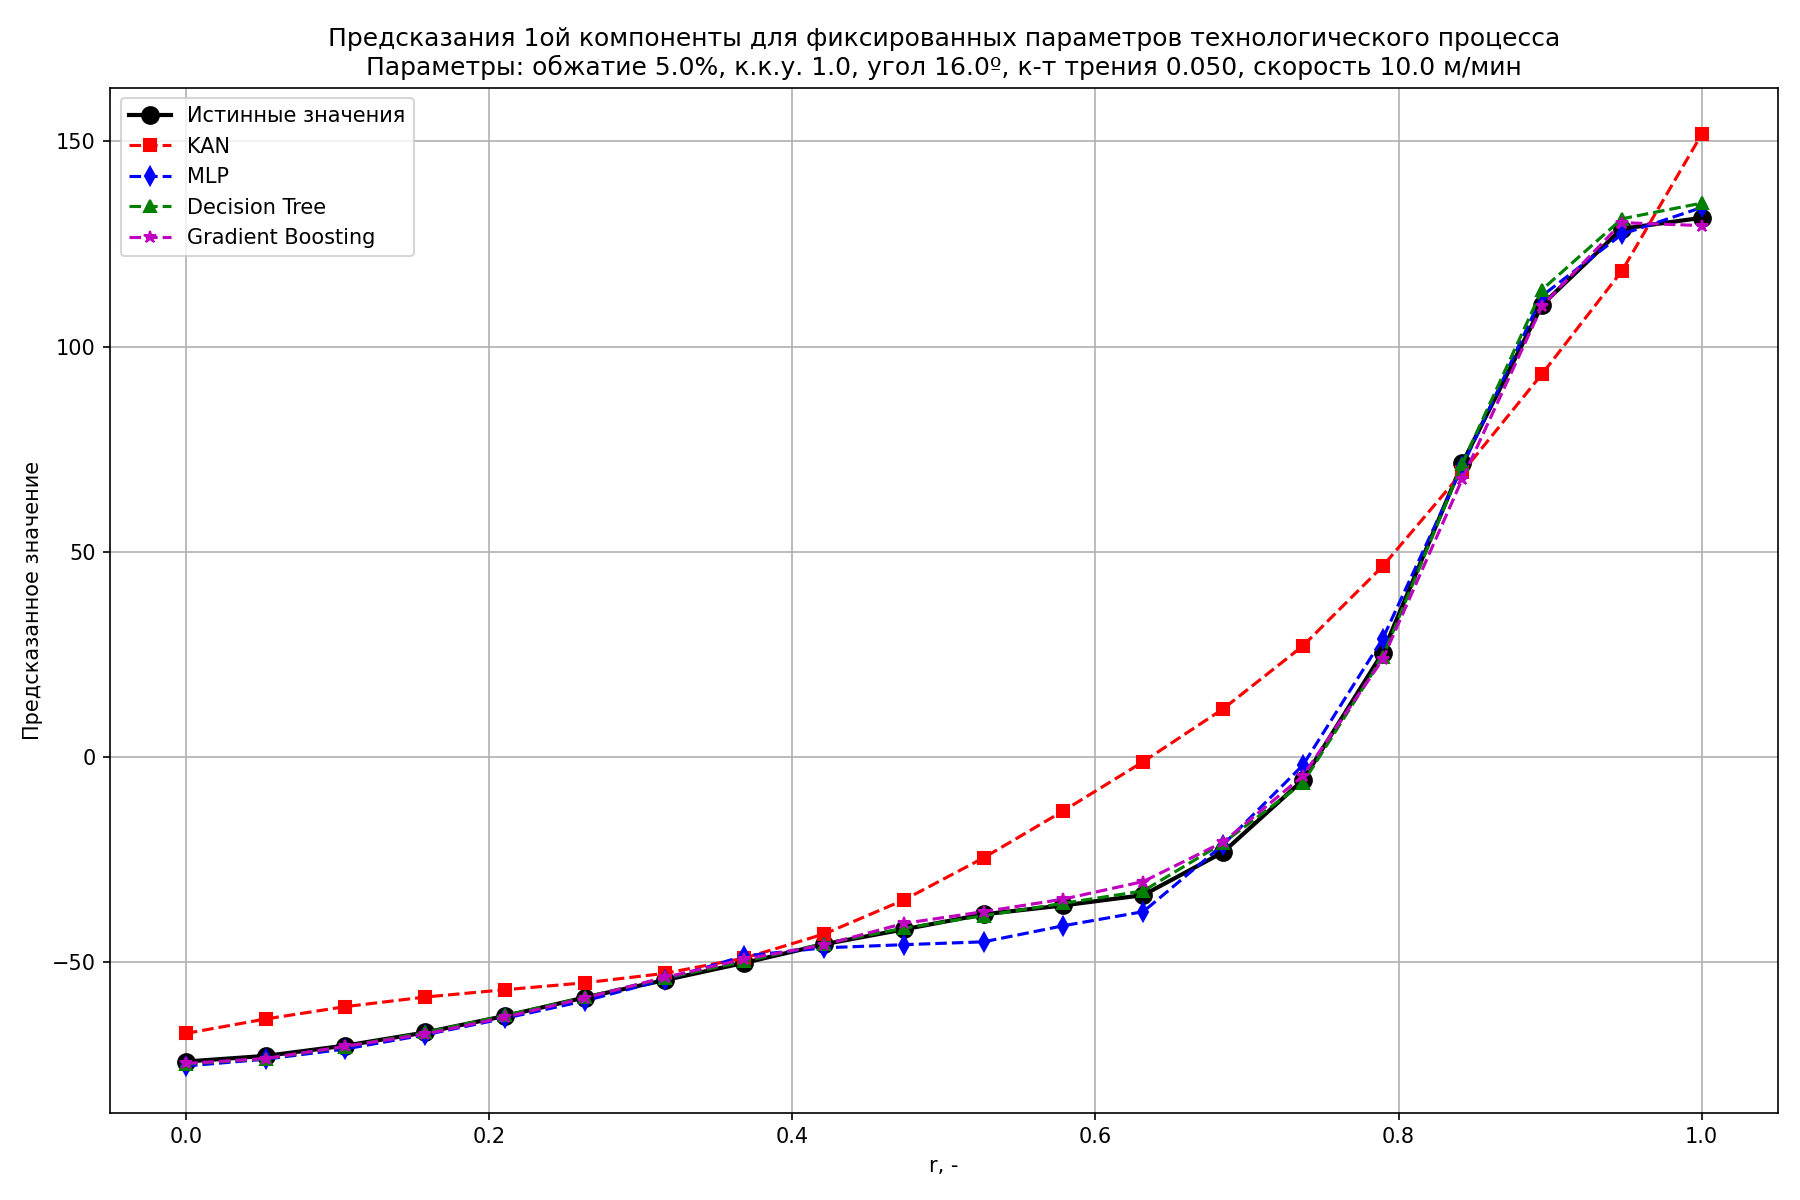 Предсказания 1ой компоненты для фиксированных параметров технологического процесса
Параметры: обжатие 5.0%, к.к.у. 1.0, угол 16.0º, к-т трения 0.050, скорость 10.0 м/мин
Истинные значения
KAN
MLP
Decision Tree
Gradient Boosting
150
100
50
0
−50
Предсказанное значение
0.0
0.2
0.4
0.6
0.8
1.0
r, -